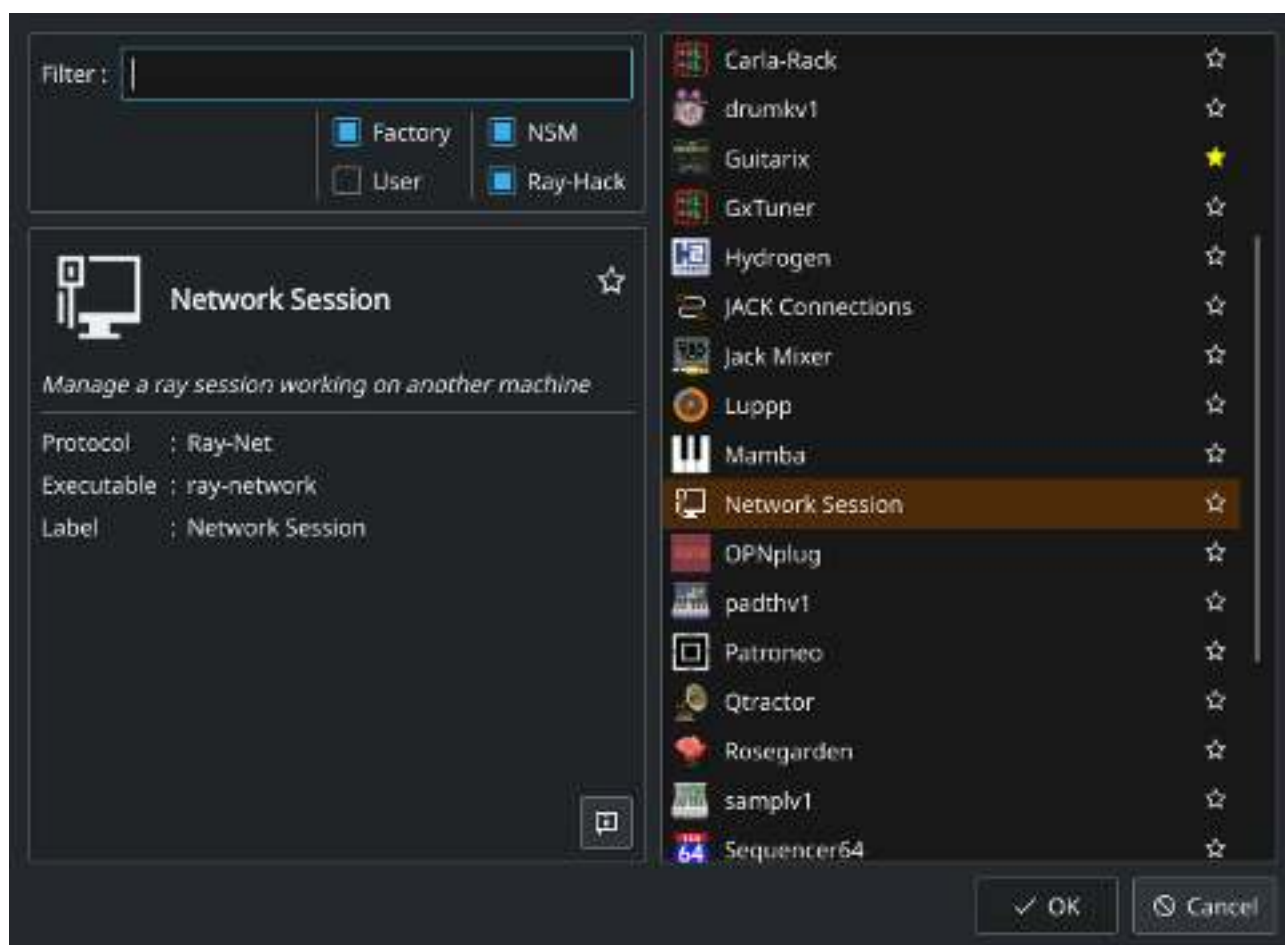 Filter :
Factory
NSM
User
Ray-Hack
Network Session
Manage a ray session working on another machine
Protocol : Ray-Net
Executable : ray-network
Label : Network Session
Carla-Rack
drumkv1
Guitarix
GxTuner
Hydrogen
JACK Connections
Jack Mixer
Luppp
Mamba
Network Session
OPNplug
padthv1
Patroneo
Qtractor
Rosegarden
samplv1
64 Sequencer64
OK
Cancel